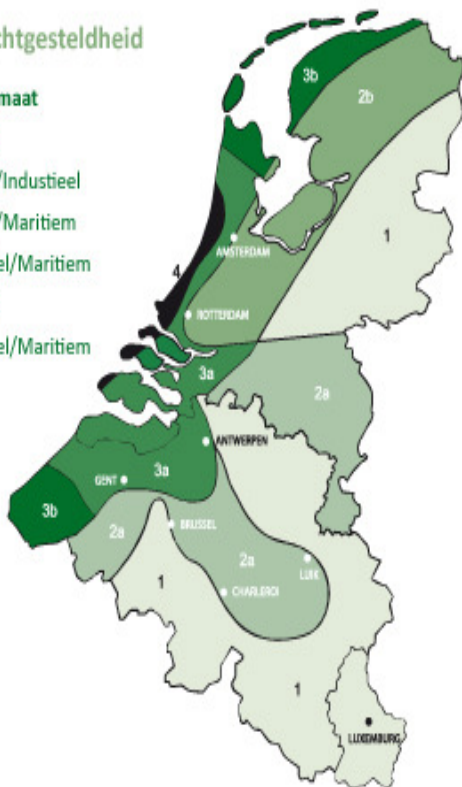 chtgesteldheid
maat
/Industieel
/Maritiem
el/Maritiem
el/Maritiem
3b
2b
1
AMSTERDAM
4
ROTTERDAM
3a
2a
ANTWERPEN
3a
GENT
3b
BRUSSEL
2a
2a
LUIK
1
CHARLEROI
1
LUXEMBURG